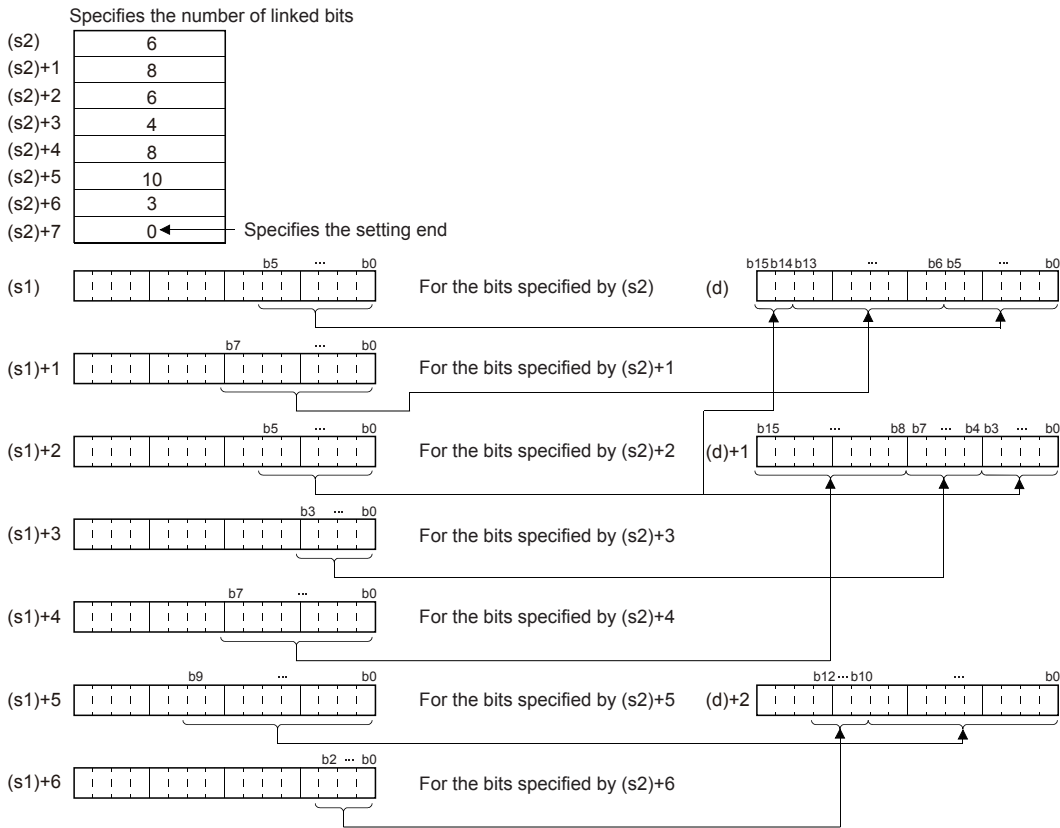 Specifies the number of linked bits
(s2) 6
(s2)+1 8
(s2)+2 6
(s2)+3 4
(s2)+4 8
(s2)+5 10
(s2)+6 3
(s2)+7 0 Specifies the setting end
b5 ... b0 b15 b14 b13 ... b6 b5 ... b0
(s1) For the bits specified by (s2) (d)
b7 ... b0
(s1)+1 For the bits specified by (s2)+1
b5 ... b0 b15 ... b8 b7 ... b4 b3 ... b0
(s1)+2 For the bits specified by (s2)+2 (d)+1
b3 ... b0
(s1)+3 For the bits specified by (s2)+3
b7 ... b0
(s1)+4 For the bits specified by (s2)+4
b9 ... b0 b12 ... b10 ... b0
(s1)+5 For the bits specified by (s2)+5 (d)+2
b2 ... b0
(s1)+6 For the bits specified by (s2)+6